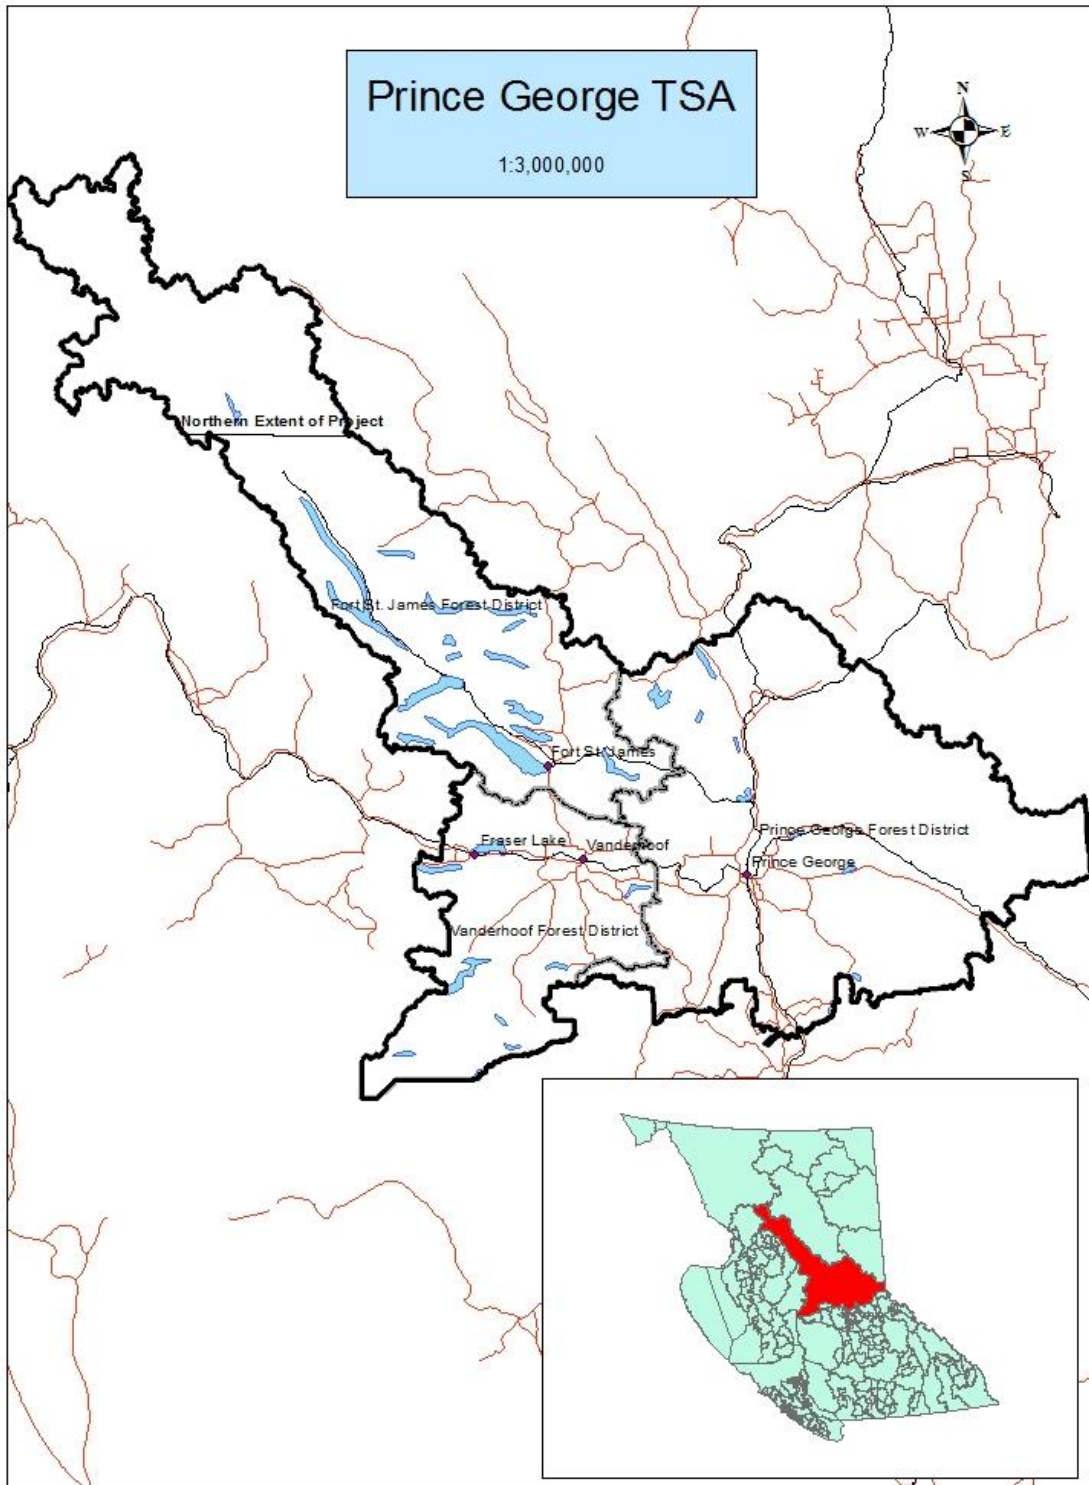 Prince George TSA
1:3,000,000
N
W E
S
Northern Extent of Project
Fort St. James Forest District
Fort St. James
Prince George Forest District
Fraser Lake
Vanderhoof
Prince George
Vanderhoof Forest District